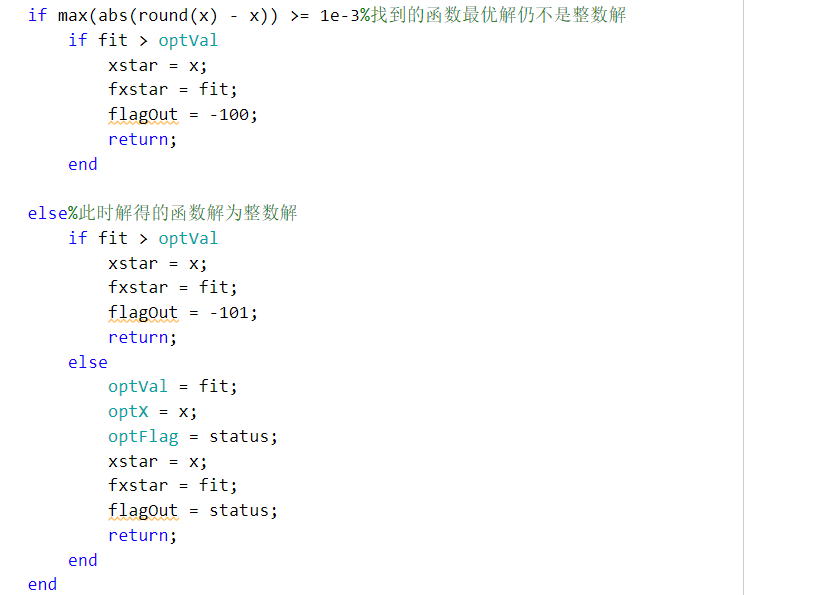 if max(abs(round(x) - x)) >= 1e-3%找到的函数最优解仍不是整数解
if fit > optVal
xstar = x;
fxstar = fit;
flagOut = -100;
return;
end
else%此时解得的函数解为整数解
if fit > optVal
xstar = x;
fxstar = fit;
flagOut = -101;
return;
else
optVal = fit;
optX = x;
optFlag = status;
xstar = x;
fxstar = fit;
flagOut = status;
return;
end
end